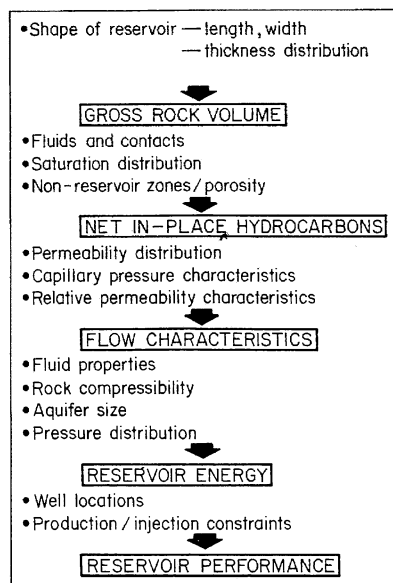 •Shape of reservoir — length, width
— thickness distribution
GROSS ROCK VOLUME
•Fluids and contacts
•Saturation distribution
•Non-reservoir zones/porosity
NET IN-PLACE HYDROCARBONS
•Permeability distribution
•Capillary pressure characteristics
•Relative permeability characteristics
FLOW CHARACTERISTICS
•Fluid properties
•Rock compressibility
•Aquifer size
•Pressure distribution
RESERVOIR ENERGY
•Well locations
•Production/injection constraints
RESERVOIR PERFORMANCE